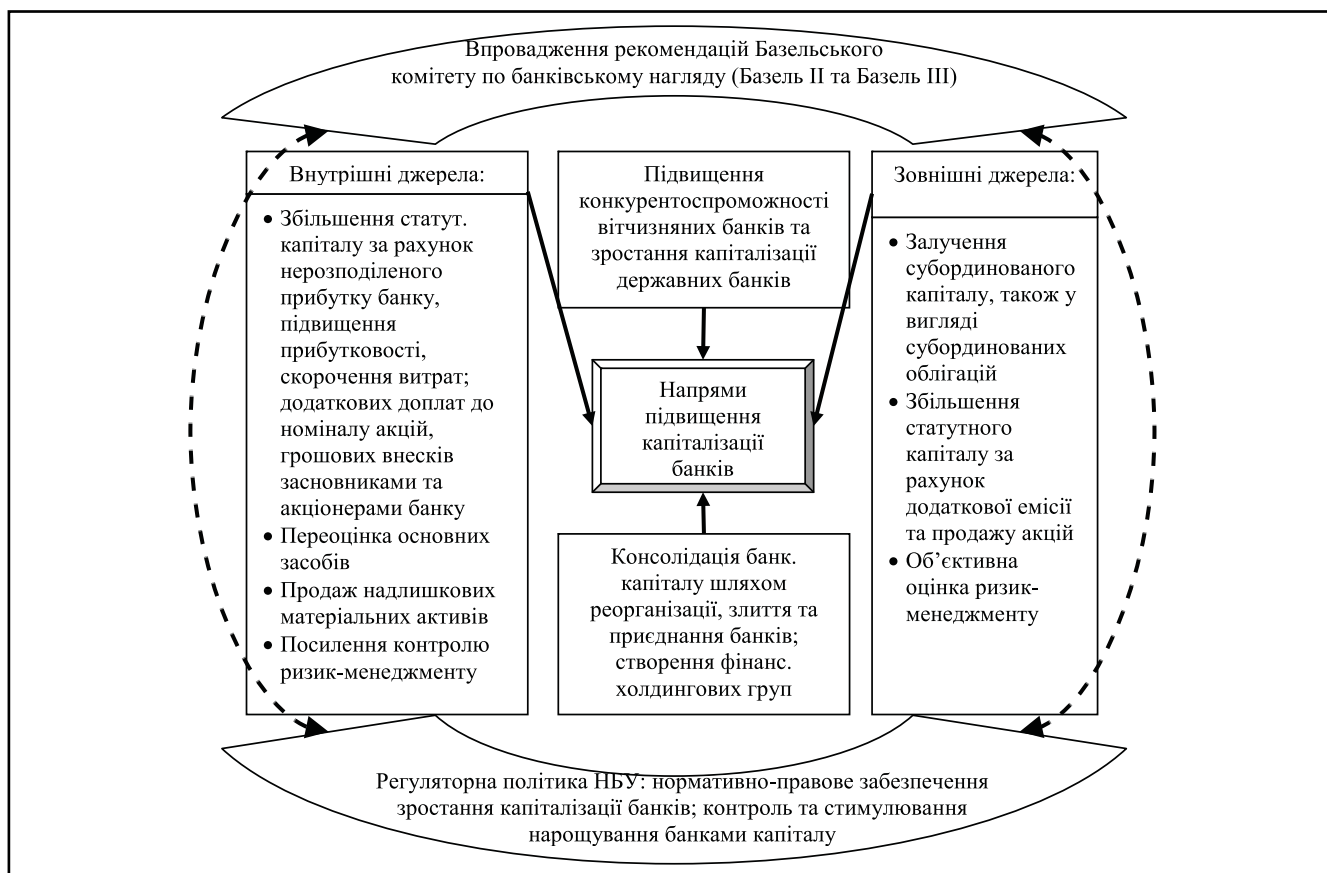 Впровадження рекомендацій Базельського
комітету по банківському нагляду (Базель II та Базель III)
Внутрішні джерела:
• Збільшення статут.
капіталу за рахунок
нерозподіленого
прибутку банку,
підвищення
прибутковості,
скорочення витрат;
додаткових доплат до
номіналу акцій,
грошових внесків
засновниками та
акціонерами банку
• Переоцінка основних
засобів
• Продаж надлишкових
матеріальних активів
• Посилення контролю
ризик-менеджменту
Підвищення
конкурентоспроможності
вітчизняних банків та
зростання капіталізації
державних банків
Напрями
підвищення
капіталізації
банків
Консолідація банк.
капіталу шляхом
реорганізації, злиття та
приєднання банків;
створення фінанс.
холдингових груп
Зовнішні джерела:
• Залучення
субординованого
капіталу, також у
вигляді
субординованих
облігацій
• Збільшення
статутного
капіталу за
рахунок
додаткової емісії
та продажу акцій
• Об’єктивна
оцінка ризик-
менеджменту
Регуляторна політика НБУ: нормативно-правове забезпечення
зростання капіталізації банків; контроль та стимулювання
нарощування банками капіталу